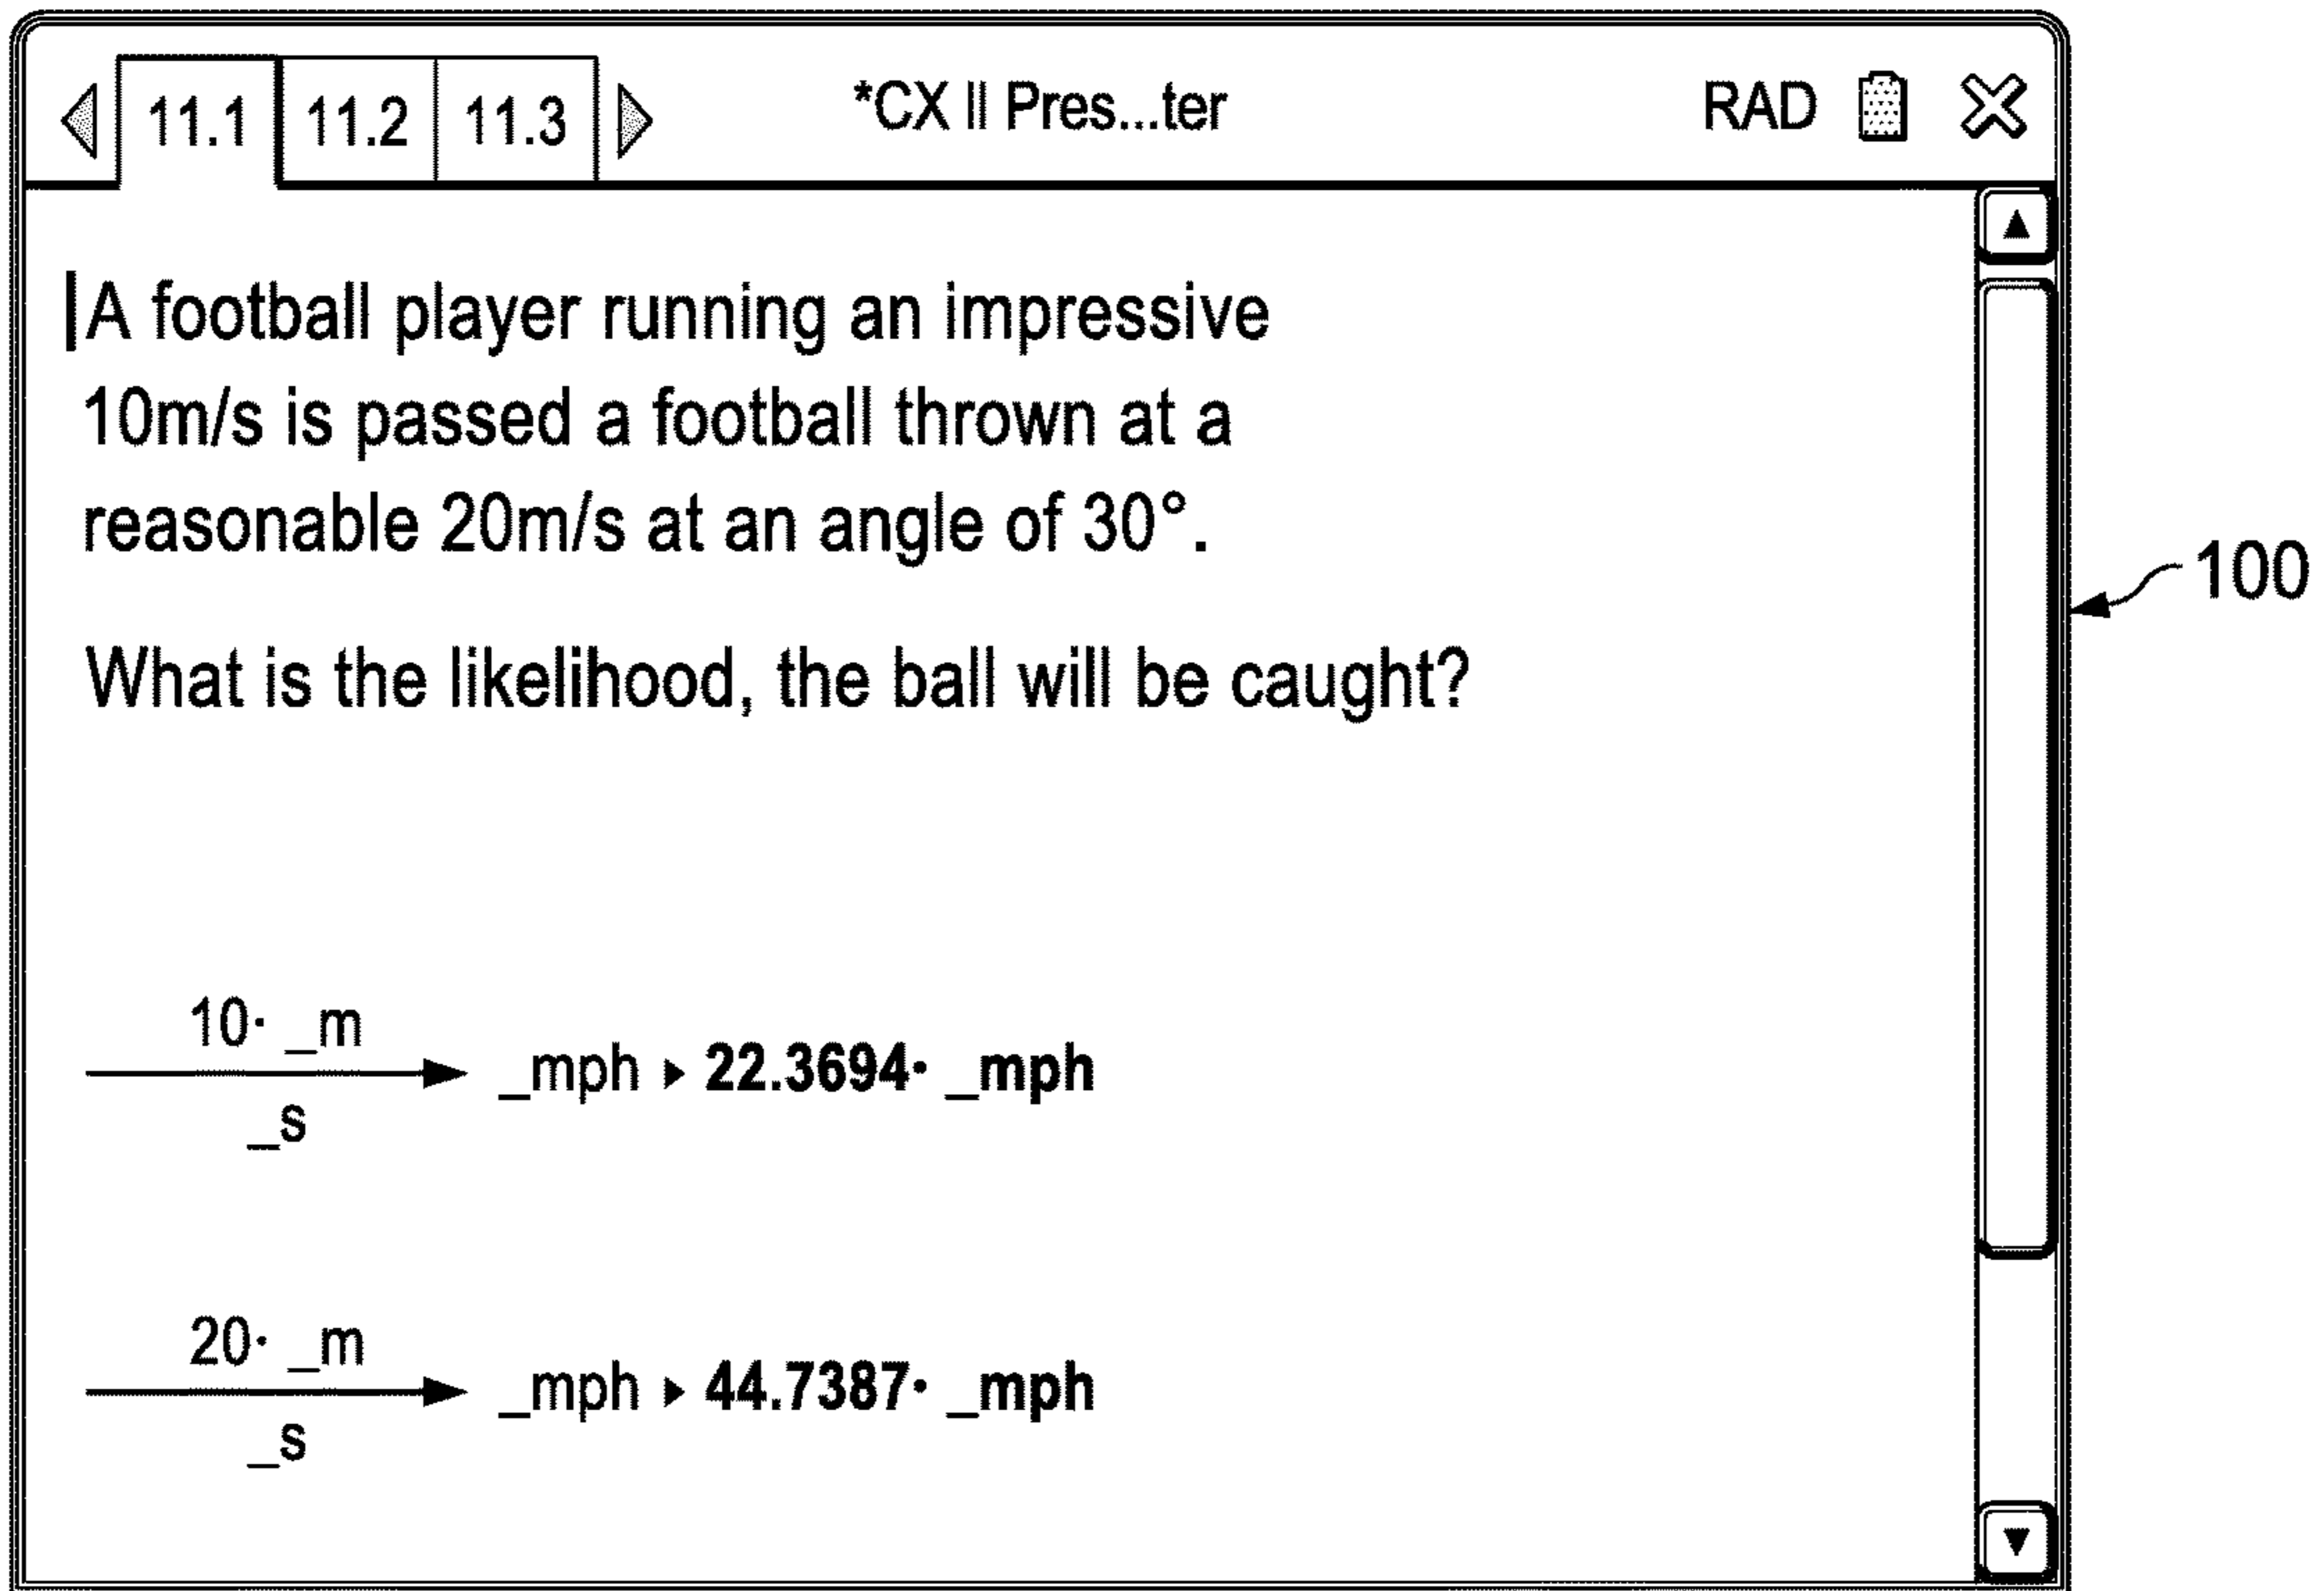 11.1 11.2 11.3 *CX II Pres...ter RAD
A football player running an impressive
10m/s is passed a football thrown at a
reasonable 20m/s at an angle of 30°.
100
What is the likelihood, the ball will be caught?
10· _m
_mph ▸ 22.3694· _mph
_s
20· _m
_mph ▸ 44.7387· _mph
_s